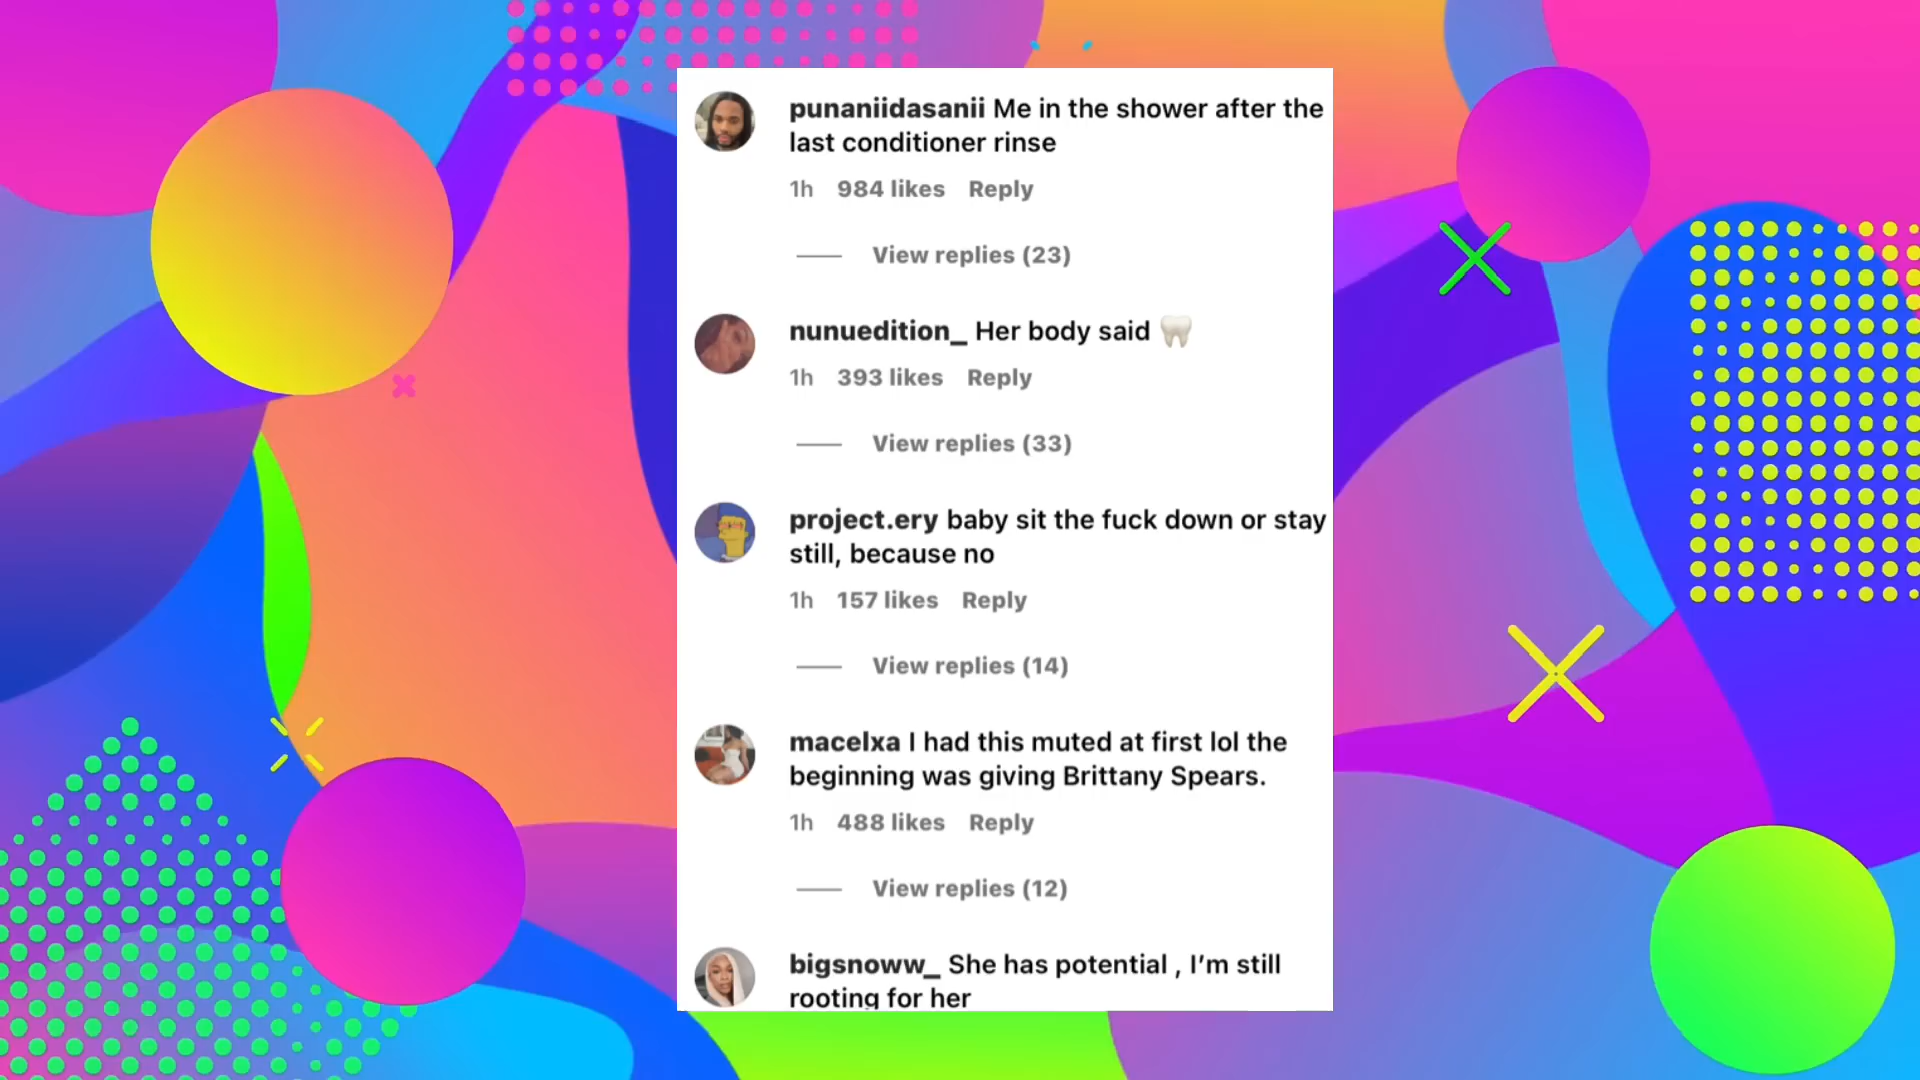 punaniidasanii Me in the shower after the
last conditioner rinse
1h 984 likes Reply
View replies (23)
nunuedition_ Her body said 🦷
1h 393 likes Reply
View replies (33)
project.ery baby sit the fuck down or stay
still, because no
1h 157 likes Reply
View replies (14)
macelxa I had this muted at first lol the
beginning was giving Brittany Spears.
1h 488 likes Reply
View replies (12)
bigsnoww_ She has potential , I’m still
rooting for her